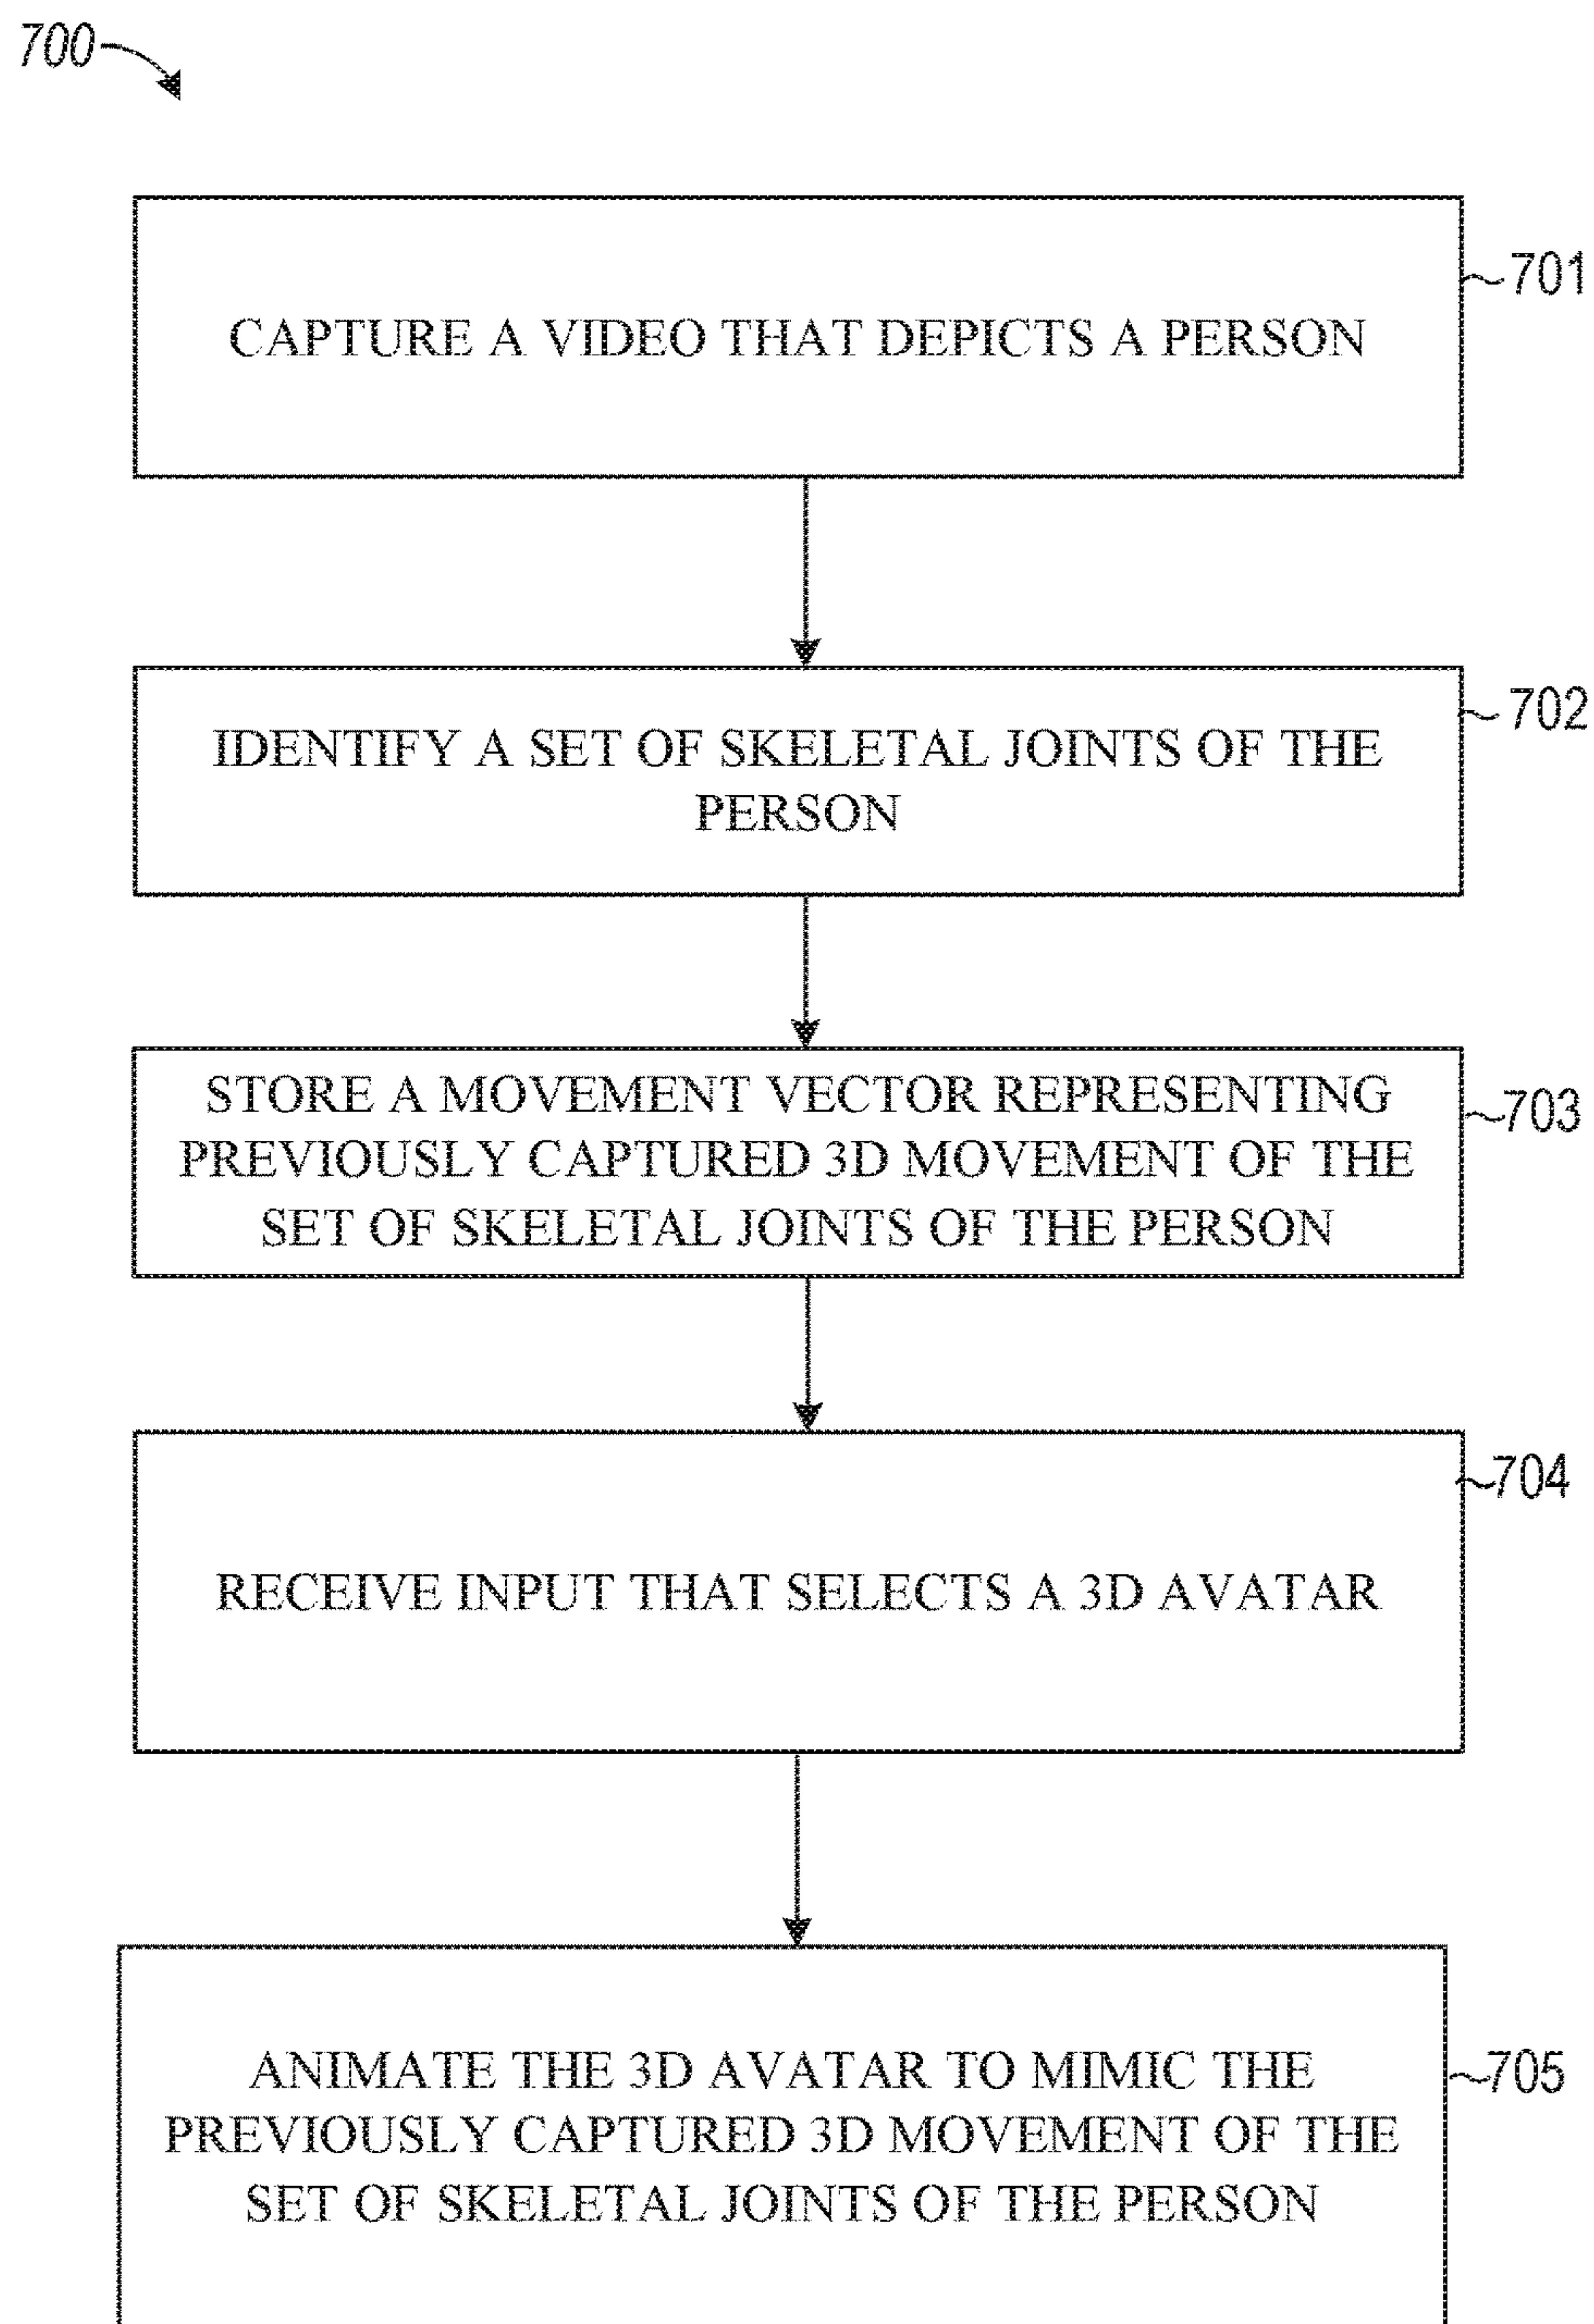 700
CAPTURE A VIDEO THAT DEPICTS A PERSON
701
IDENTIFY A SET OF SKELETAL JOINTS OF THE
PERSON
702
STORE A MOVEMENT VECTOR REPRESENTING
PREVIOUSLY CAPTURED 3D MOVEMENT OF THE
SET OF SKELETAL JOINTS OF THE PERSON
703
RECEIVE INPUT THAT SELECTS A 3D AVATAR
704
ANIMATE THE 3D AVATAR TO MIMIC THE
PREVIOUSLY CAPTURED 3D MOVEMENT OF THE
SET OF SKELETAL JOINTS OF THE PERSON
705